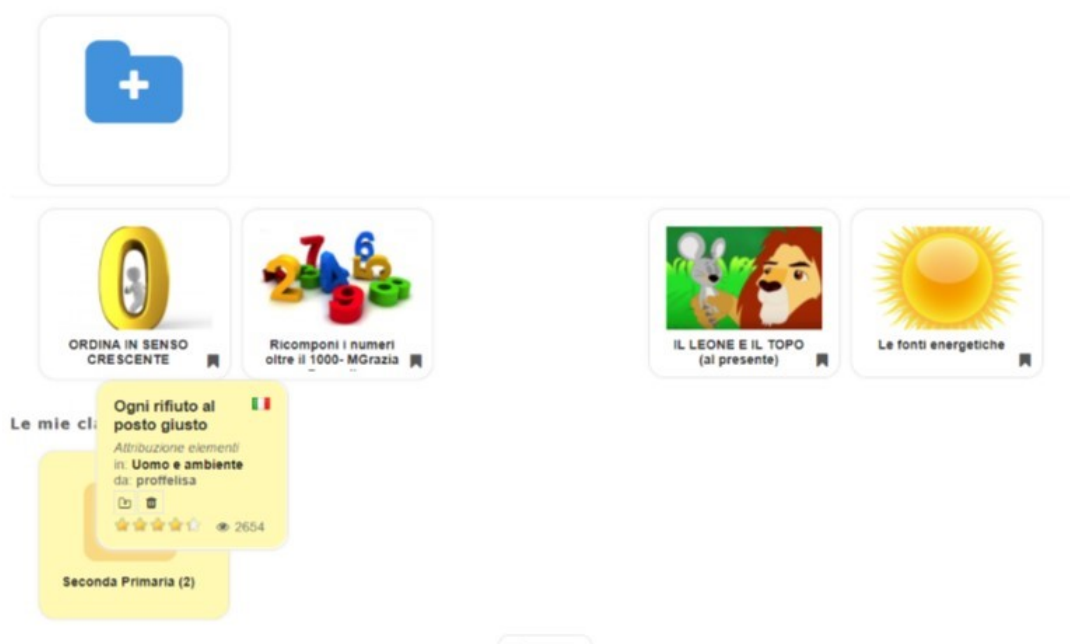 ORDINA IN SENSO
CRESCENTE
Ricomponi i numeri
oltre il 1000- MGrazia
IL LEONE E IL TOPO
(al presente)
Le fonti energetiche
Le mie cl
Ogni rifiuto al
posto giusto
Attribuzione elementi
in: Uomo e ambiente
da: proffelisa
2654
Seconda Primaria (2)